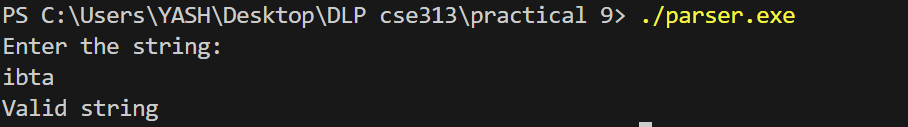 PS C:\Users\YASH\Desktop\DLP cse313\practical 9> ./parser.exe
Enter the string:
ibta
Valid string